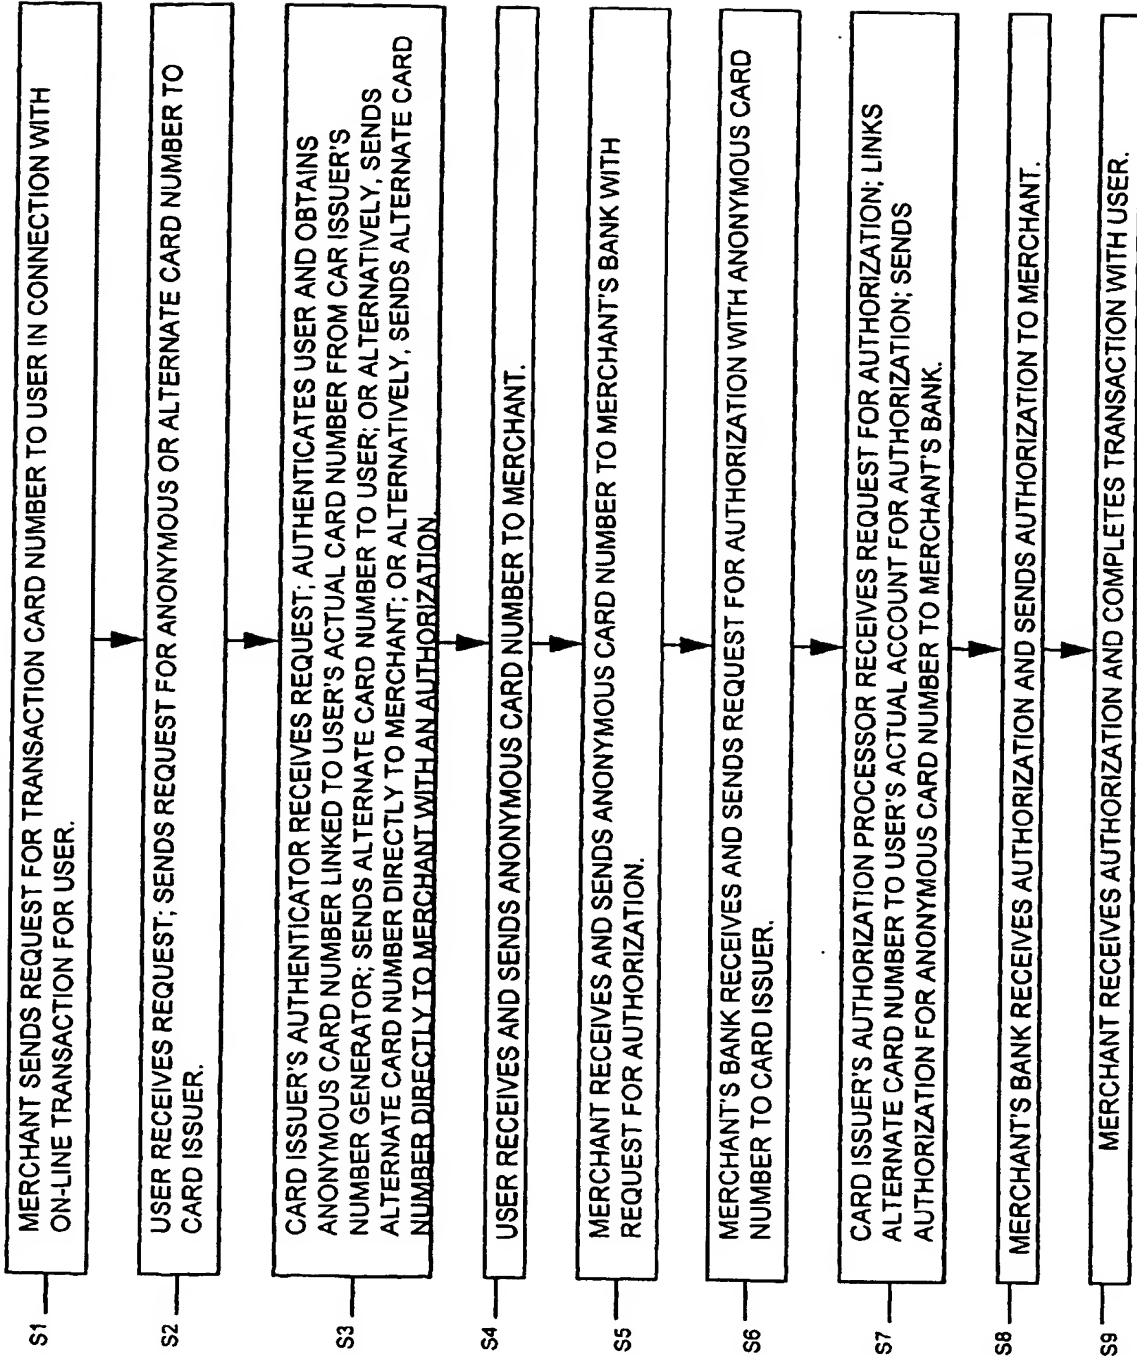 S1
MERCHANT SENDS REQUEST FOR TRANSACTION CARD NUMBER TO USER IN CONNECTION WITH
ON-LINE TRANSACTION FOR USER.
S2
USER RECEIVES REQUEST; SENDS REQUEST FOR ANONYMOUS OR ALTERNATE CARD NUMBER TO
CARD ISSUER.
S3
CARD ISSUER'S AUTHENTICATOR RECEIVES REQUEST; AUTHENTICATES USER AND OBTAINS
ANONYMOUS CARD NUMBER LINKED TO USER'S ACTUAL CARD NUMBER FROM CAR ISSUER'S
NUMBER GENERATOR; SENDS ALTERNATE CARD NUMBER TO USER; OR ALTERNATIVELY, SENDS
ALTERNATE CARD NUMBER DIRECTLY TO MERCHANT; OR ALTERNATIVELY, SENDS ALTERNATE CARD
NUMBER DIRECTLY TO MERCHANT WITH AN AUTHORIZATION.
S4
USER RECEIVES AND SENDS ANONYMOUS CARD NUMBER TO MERCHANT.
S5
MERCHANT RECEIVES AND SENDS ANONYMOUS CARD NUMBER TO MERCHANT'S BANK WITH
REQUEST FOR AUTHORIZATION.
S6
MERCHANT'S BANK RECEIVES AND SENDS REQUEST FOR AUTHORIZATION WITH ANONYMOUS CARD
NUMBER TO CARD ISSUER.
S7
CARD ISSUER'S AUTHORIZATION PROCESSOR RECEIVES REQUEST FOR AUTHORIZATION; LINKS
ALTERNATE CARD NUMBER TO USER'S ACTUAL ACCOUNT FOR AUTHORIZATION; SENDS
AUTHORIZATION FOR ANONYMOUS CARD NUMBER TO MERCHANT'S BANK.
S8
MERCHANT'S BANK RECEIVES AUTHORIZATION AND SENDS AUTHORIZATION TO MERCHANT.
S9
MERCHANT RECEIVES AUTHORIZATION AND COMPLETES TRANSACTION WITH USER.